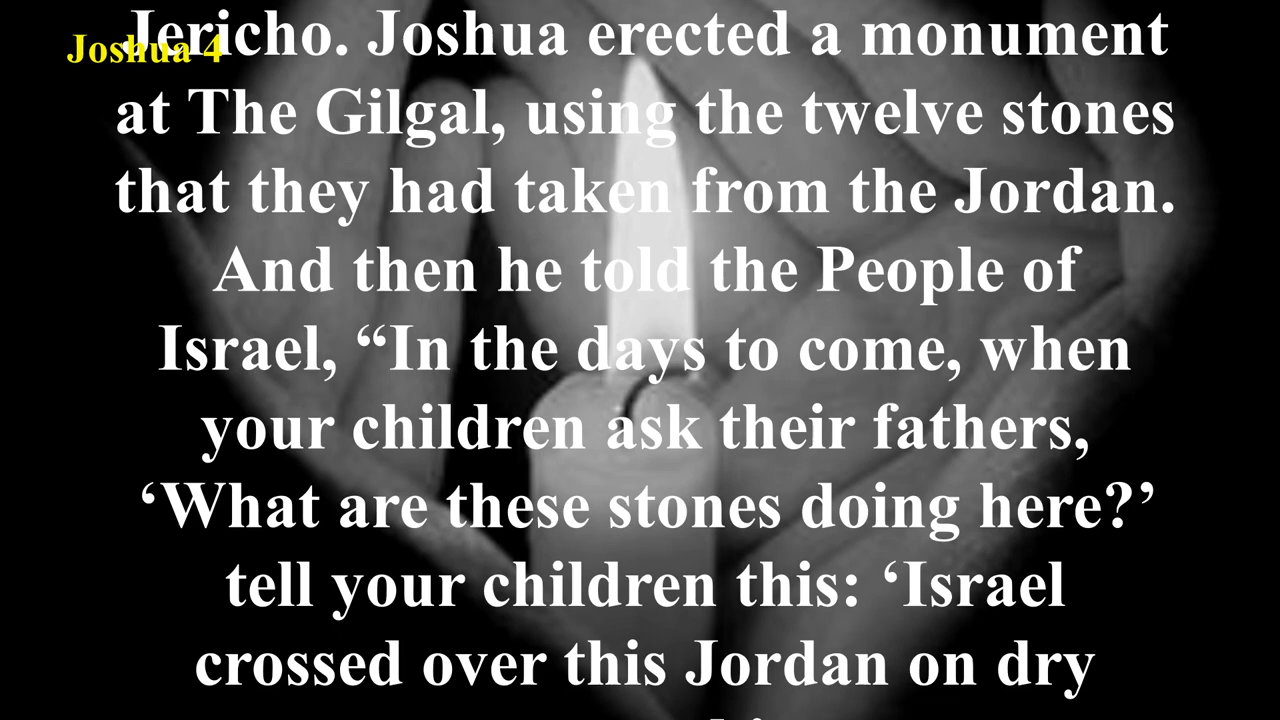 Joshua 4
Jericho. Joshua erected a monument
at The Gilgal, using the twelve stones
that they had taken from the Jordan.
And then he told the People of
Israel, “In the days to come, when
your children ask their fathers,
‘What are these stones doing here?’
tell your children this: ‘Israel
crossed over this Jordan on dry